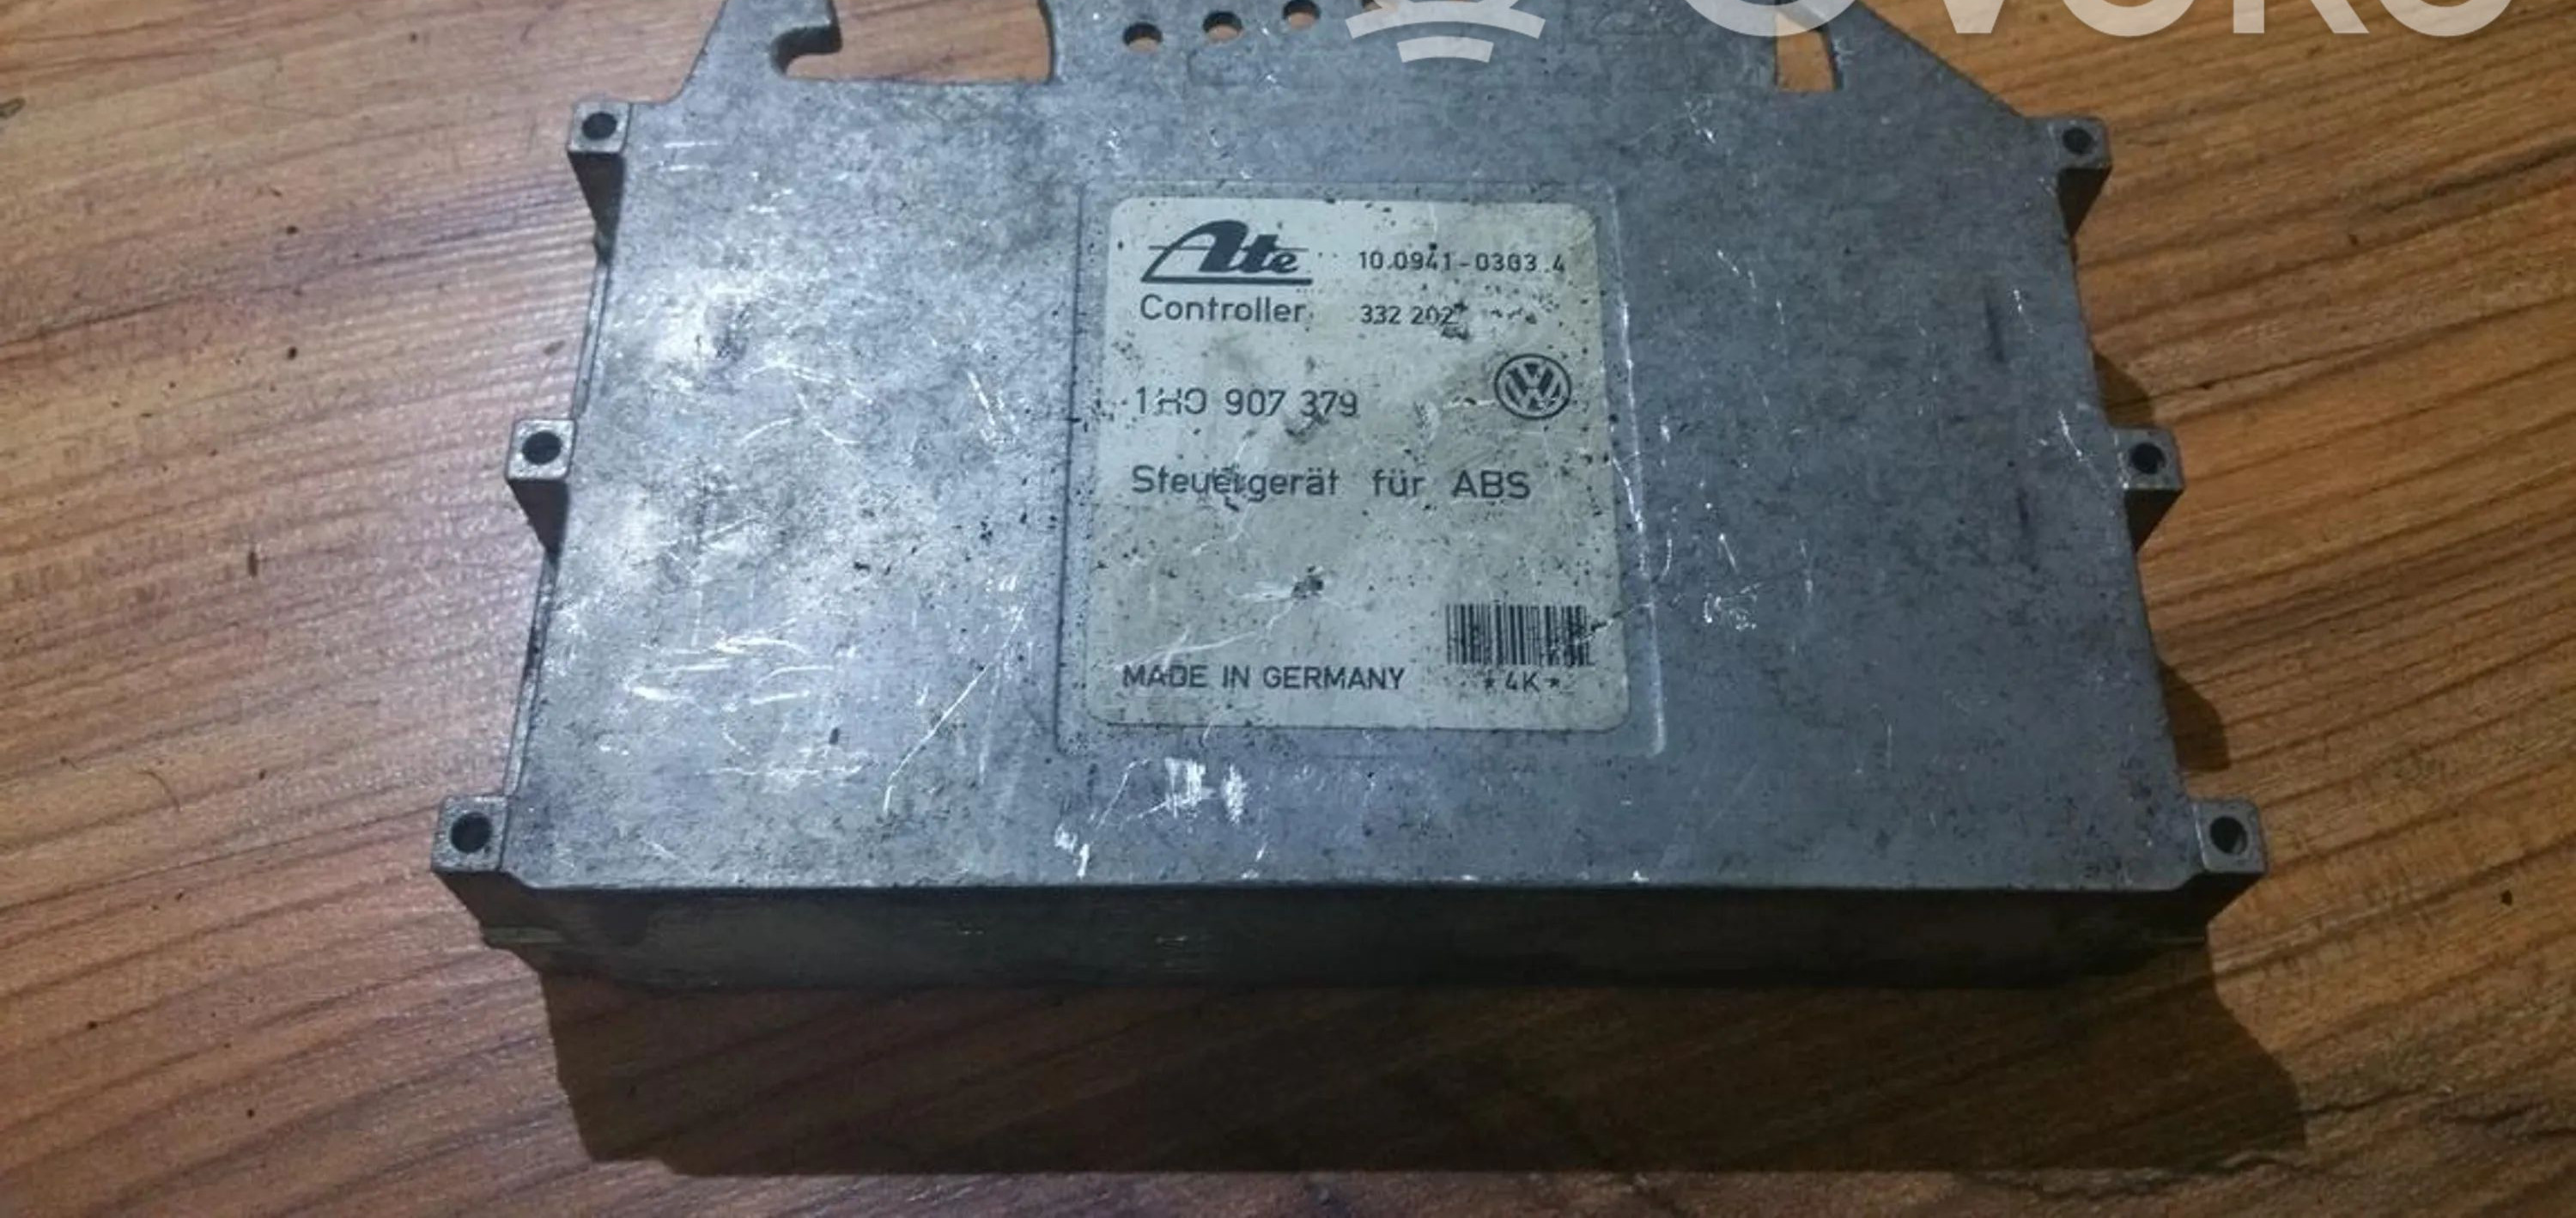 Ate 10.0941-0303.4
Controller 332 202
1H0 907 379
Steuergerät für ABS
MADE IN GERMANY
*4K*